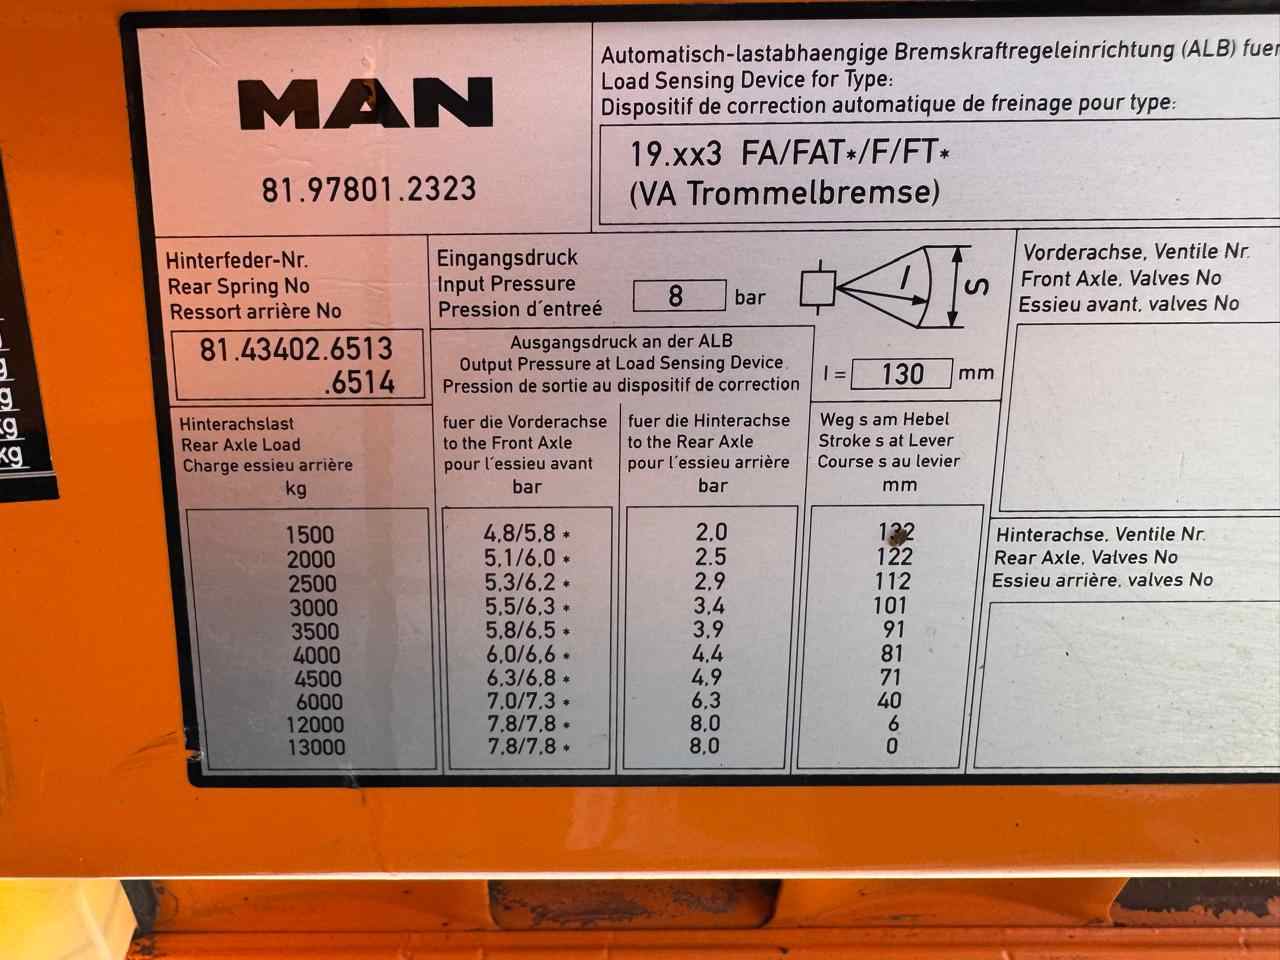 MAN
81.97801.2323
Automatisch-lastabhaengige Bremskraftregeleinrichtung (ALB) fuer
Load Sensing Device for Type:
Dispositif de correction automatique de freinage pour type:
19.xx3 FA/FAT*/F/FT*
(VA Trommelbremse)
Hinterfeder-Nr.
Rear Spring No
Ressort arrière No
81.43402.6513
.6514
Eingangsdruck
Input Pressure
Pression d´entreé
8 bar
l
S
l = 130 mm
Ausgangsdruck an der ALB
Output Pressure at Load Sensing Device
Pression de sortie au dispositif de correction
Vorderachse, Ventile Nr.
Front Axle, Valves No
Essieu avant, valves No
Hinterachslast
Rear Axle Load
Charge essieu arrière
kg
fuer die Vorderachse
to the Front Axle
pour l´essieu avant
bar
fuer die Hinterachse
to the Rear Axle
pour l´essieu arrière
bar
Weg s am Hebel
Stroke s at Lever
Course s au levier
mm
1500 4,8/5,8 * 2,0 132
2000 5,1/6,0 * 2,5 122
2500 5,3/6,2 * 2,9 112
3000 5,5/6,3 * 3,4 101
3500 5,8/6,5 * 3,9 91
4000 6,0/6,6 * 4,4 81
4500 6,3/6,8 * 4,9 71
6000 7,0/7,3 * 6,3 40
12000 7,8/7,8 * 8,0 6
13000 7,8/7,8 * 8,0 0
Hinterachse, Ventile Nr.
Rear Axle, Valves No
Essieu arrière, valves No
kg
kg